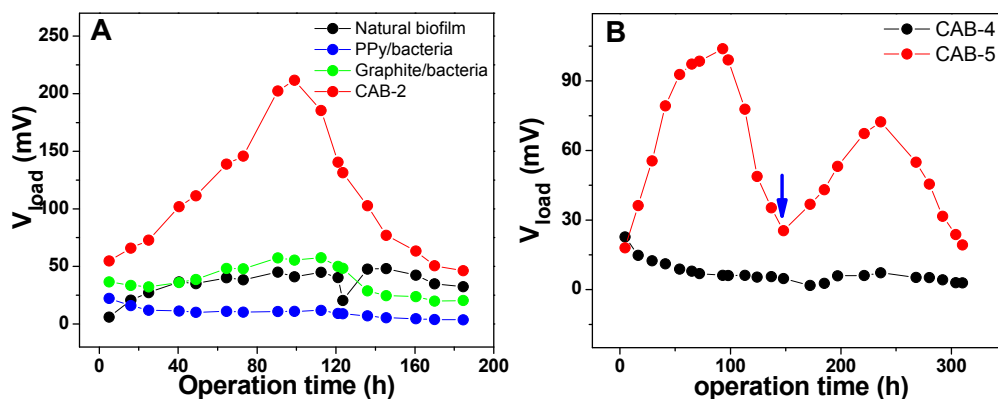 A
Natural biofilm
PPy/bacteria
Graphite/bacteria
CAB-2
250
200
150
100
50
0
V_load (mV)
0 40 80 120 160 200
Operation time (h)
B
CAB-4
CAB-5
90
60
30
0
V_load (mV)
0 100 200 300
operation time (h)